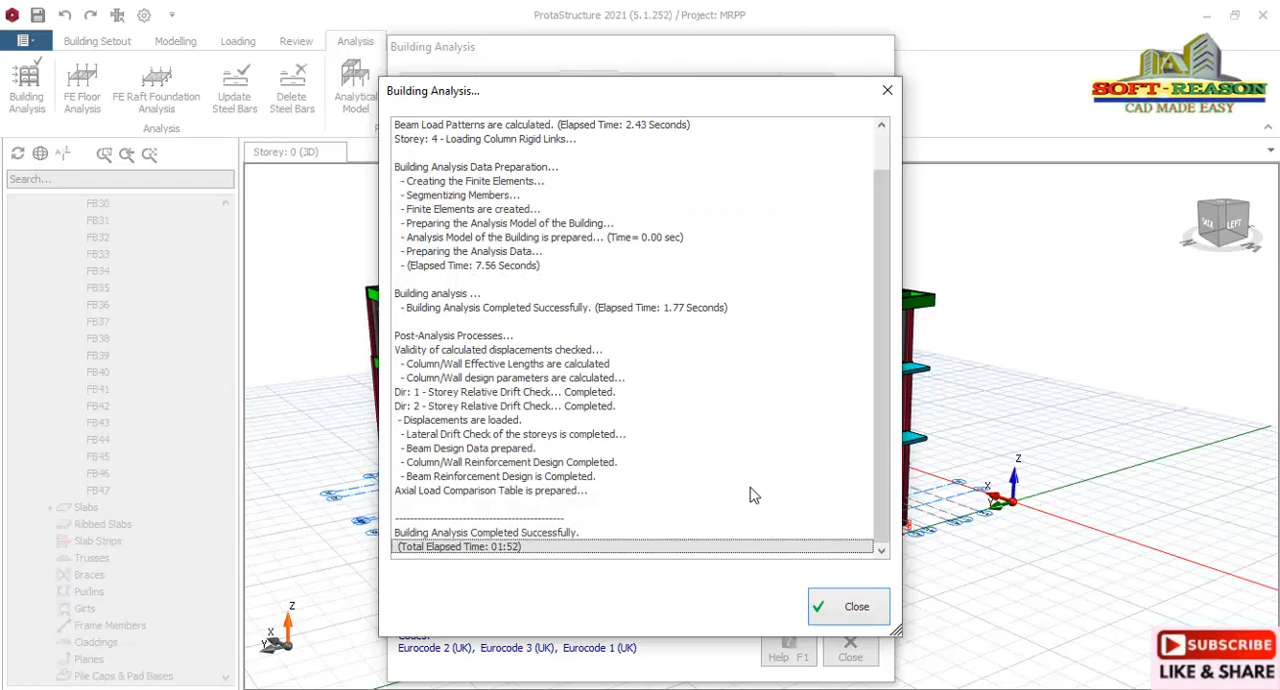 ProtaStructure 2021 (5.1.252) | Project: MRPP
Building Setout
Modelling
Loading
Review
Analysis
Building Analysis
Building
Analysis
FE Floor
Analysis
FE Raft Foundation
Analysis
Update
Steel Bars
Delete
Steel Bars
Analytical
Model
Analysis
SOFT-REASON
CAD MADE EASY
Storey: 0 (3D)
Search...
FB30
FB31
FB32
FB33
FB34
FB35
FB36
FB37
FB38
FB39
FB40
FB41
FB42
FB43
FB44
FB45
FB46
FB47
Slabs
Ribbed Slabs
Slab Strips
Trusses
Braces
Purlins
Girts
Frame Members
Claddings
Planes
Pile Caps & Pad Bases
Building Analysis...
Beam Load Patterns are calculated. (Elapsed Time: 2.43 Seconds)
Storey: 4 - Loading Column Rigid Links...
Building Analysis Data Preparation...
- Creating the Finite Elements...
- Segmentizing Members...
- Finite Elements are created...
- Preparing the Analysis Model of the Building...
- Analysis Model of the Building is prepared... (Time= 0.00 sec)
- Preparing the Analysis Data...
- (Elapsed Time: 7.56 Seconds)
Building analysis ...
- Building Analysis Completed Successfully. (Elapsed Time: 1.77 Seconds)
Post-Analysis Processes...
Validity of calculated displacements checked...
- Column/Wall Effective Lengths are calculated
- Column/Wall design parameters are calculated...
Dir: 1 - Storey Relative Drift Check... Completed.
Dir: 2 - Storey Relative Drift Check... Completed.
- Displacements are loaded.
- Lateral Drift Check of the storeys is completed...
- Beam Design Data prepared.
- Column/Wall Reinforcement Design Completed.
- Beam Reinforcement Design is Completed.
Axial Load Comparison Table is prepared...
----------------------------------------------
Building Analysis Completed Successfully.
(Total Elapsed Time: 01:52)
Close
Eurocode 2 (UK), Eurocode 3 (UK), Eurocode 1 (UK)
Help F1
Close
LEFT
Z
X
Y
Z
X
Y
SUBSCRIBE
LIKE & SHARE